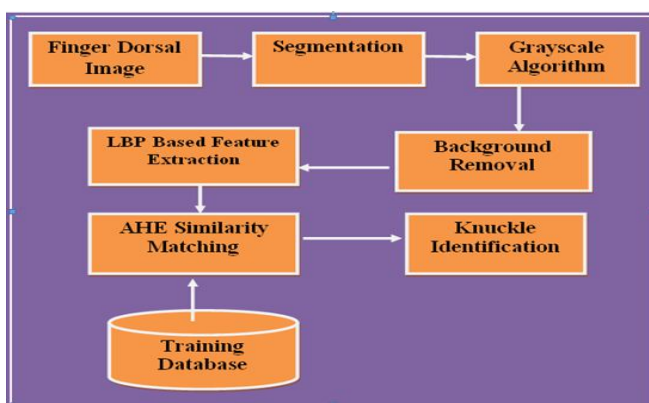 Finger Dorsal
Image
Segmentation
Grayscale
Algorithm
Background
Removal
LBP Based Feature
Extraction
AHE Similarity
Matching
Knuckle
Identification
Training
Database